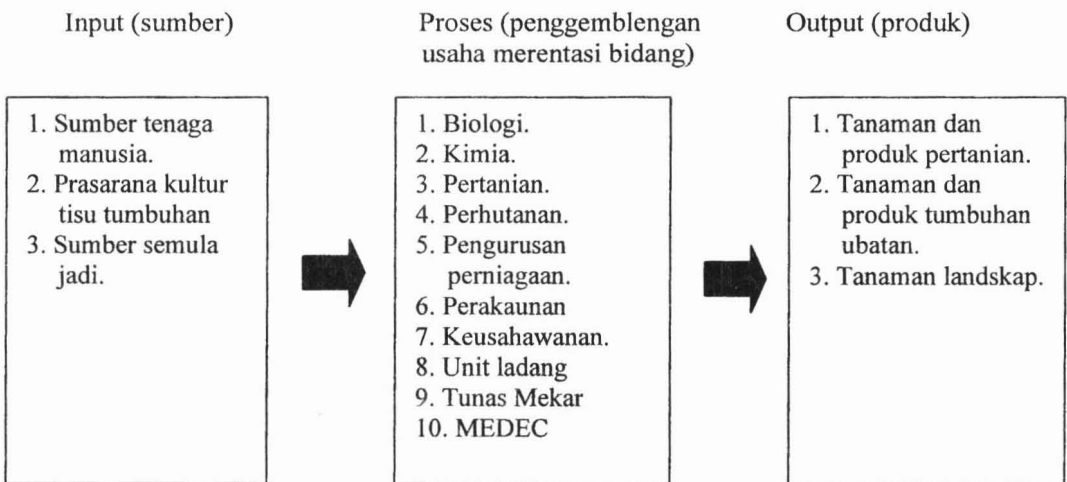 Input (sumber)
Proses (penggemblengan
usaha merentasi bidang)
Output (produk)
1. Sumber tenaga
manusia.
2. Prasarana kultur
tisu tumbuhan
3. Sumber semula
jadi.
1. Biologi.
2. Kimia.
3. Pertanian.
4. Perhutanan.
5. Pengurusan
perniagaan.
6. Perakaunan
7. Keusahawanan.
8. Unit ladang
9. Tunas Mekar
10. MEDEC
1. Tanaman dan
produk pertanian.
2. Tanaman dan
produk tumbuhan
ubatan.
3. Tanaman landskap.